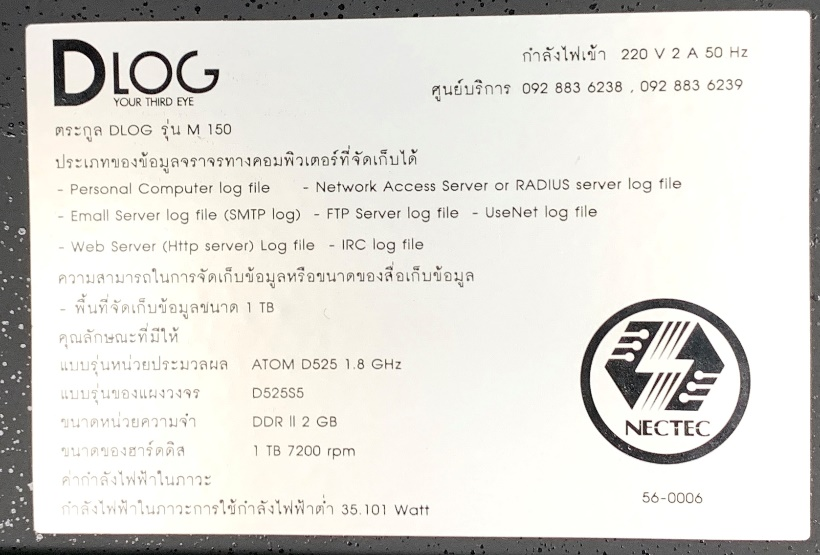 DLOG
YOUR THIRD EYE
กำลังไฟเข้า 220 V 2 A 50 Hz
ศูนย์บริการ 092 883 6238 , 092 883 6239
ตระกูล DLOG รุ่น M 150
ประเภทของข้อมูลจราจรทางคอมพิวเตอร์ที่จัดเก็บได้
- Personal Computer log file - Network Access Server or RADIUS server log file
- Email Server log file (SMTP log) - FTP Server log file - UseNet log file
- Web Server (Http server) Log file - IRC log file
ความสามารถในการจัดเก็บข้อมูลหรือขนาดของสื่อเก็บข้อมูล
- พื้นที่จัดเก็บข้อมูลขนาด 1 TB
คุณลักษณะที่มีให้
แบบรุ่นหน่วยประมวลผล ATOM D525 1.8 GHz
แบบรุ่นของแผงวงจร D525S5
ขนาดหน่วยความจำ DDR II 2 GB
ขนาดของฮาร์ดดิส 1 TB 7200 rpm
ค่ากำลังไฟฟ้าในภาวะ
กำลังไฟฟ้าในภาวะการใช้กำลังไฟฟ้าต่ำ 35.101 Watt
NECTEC
56-0006